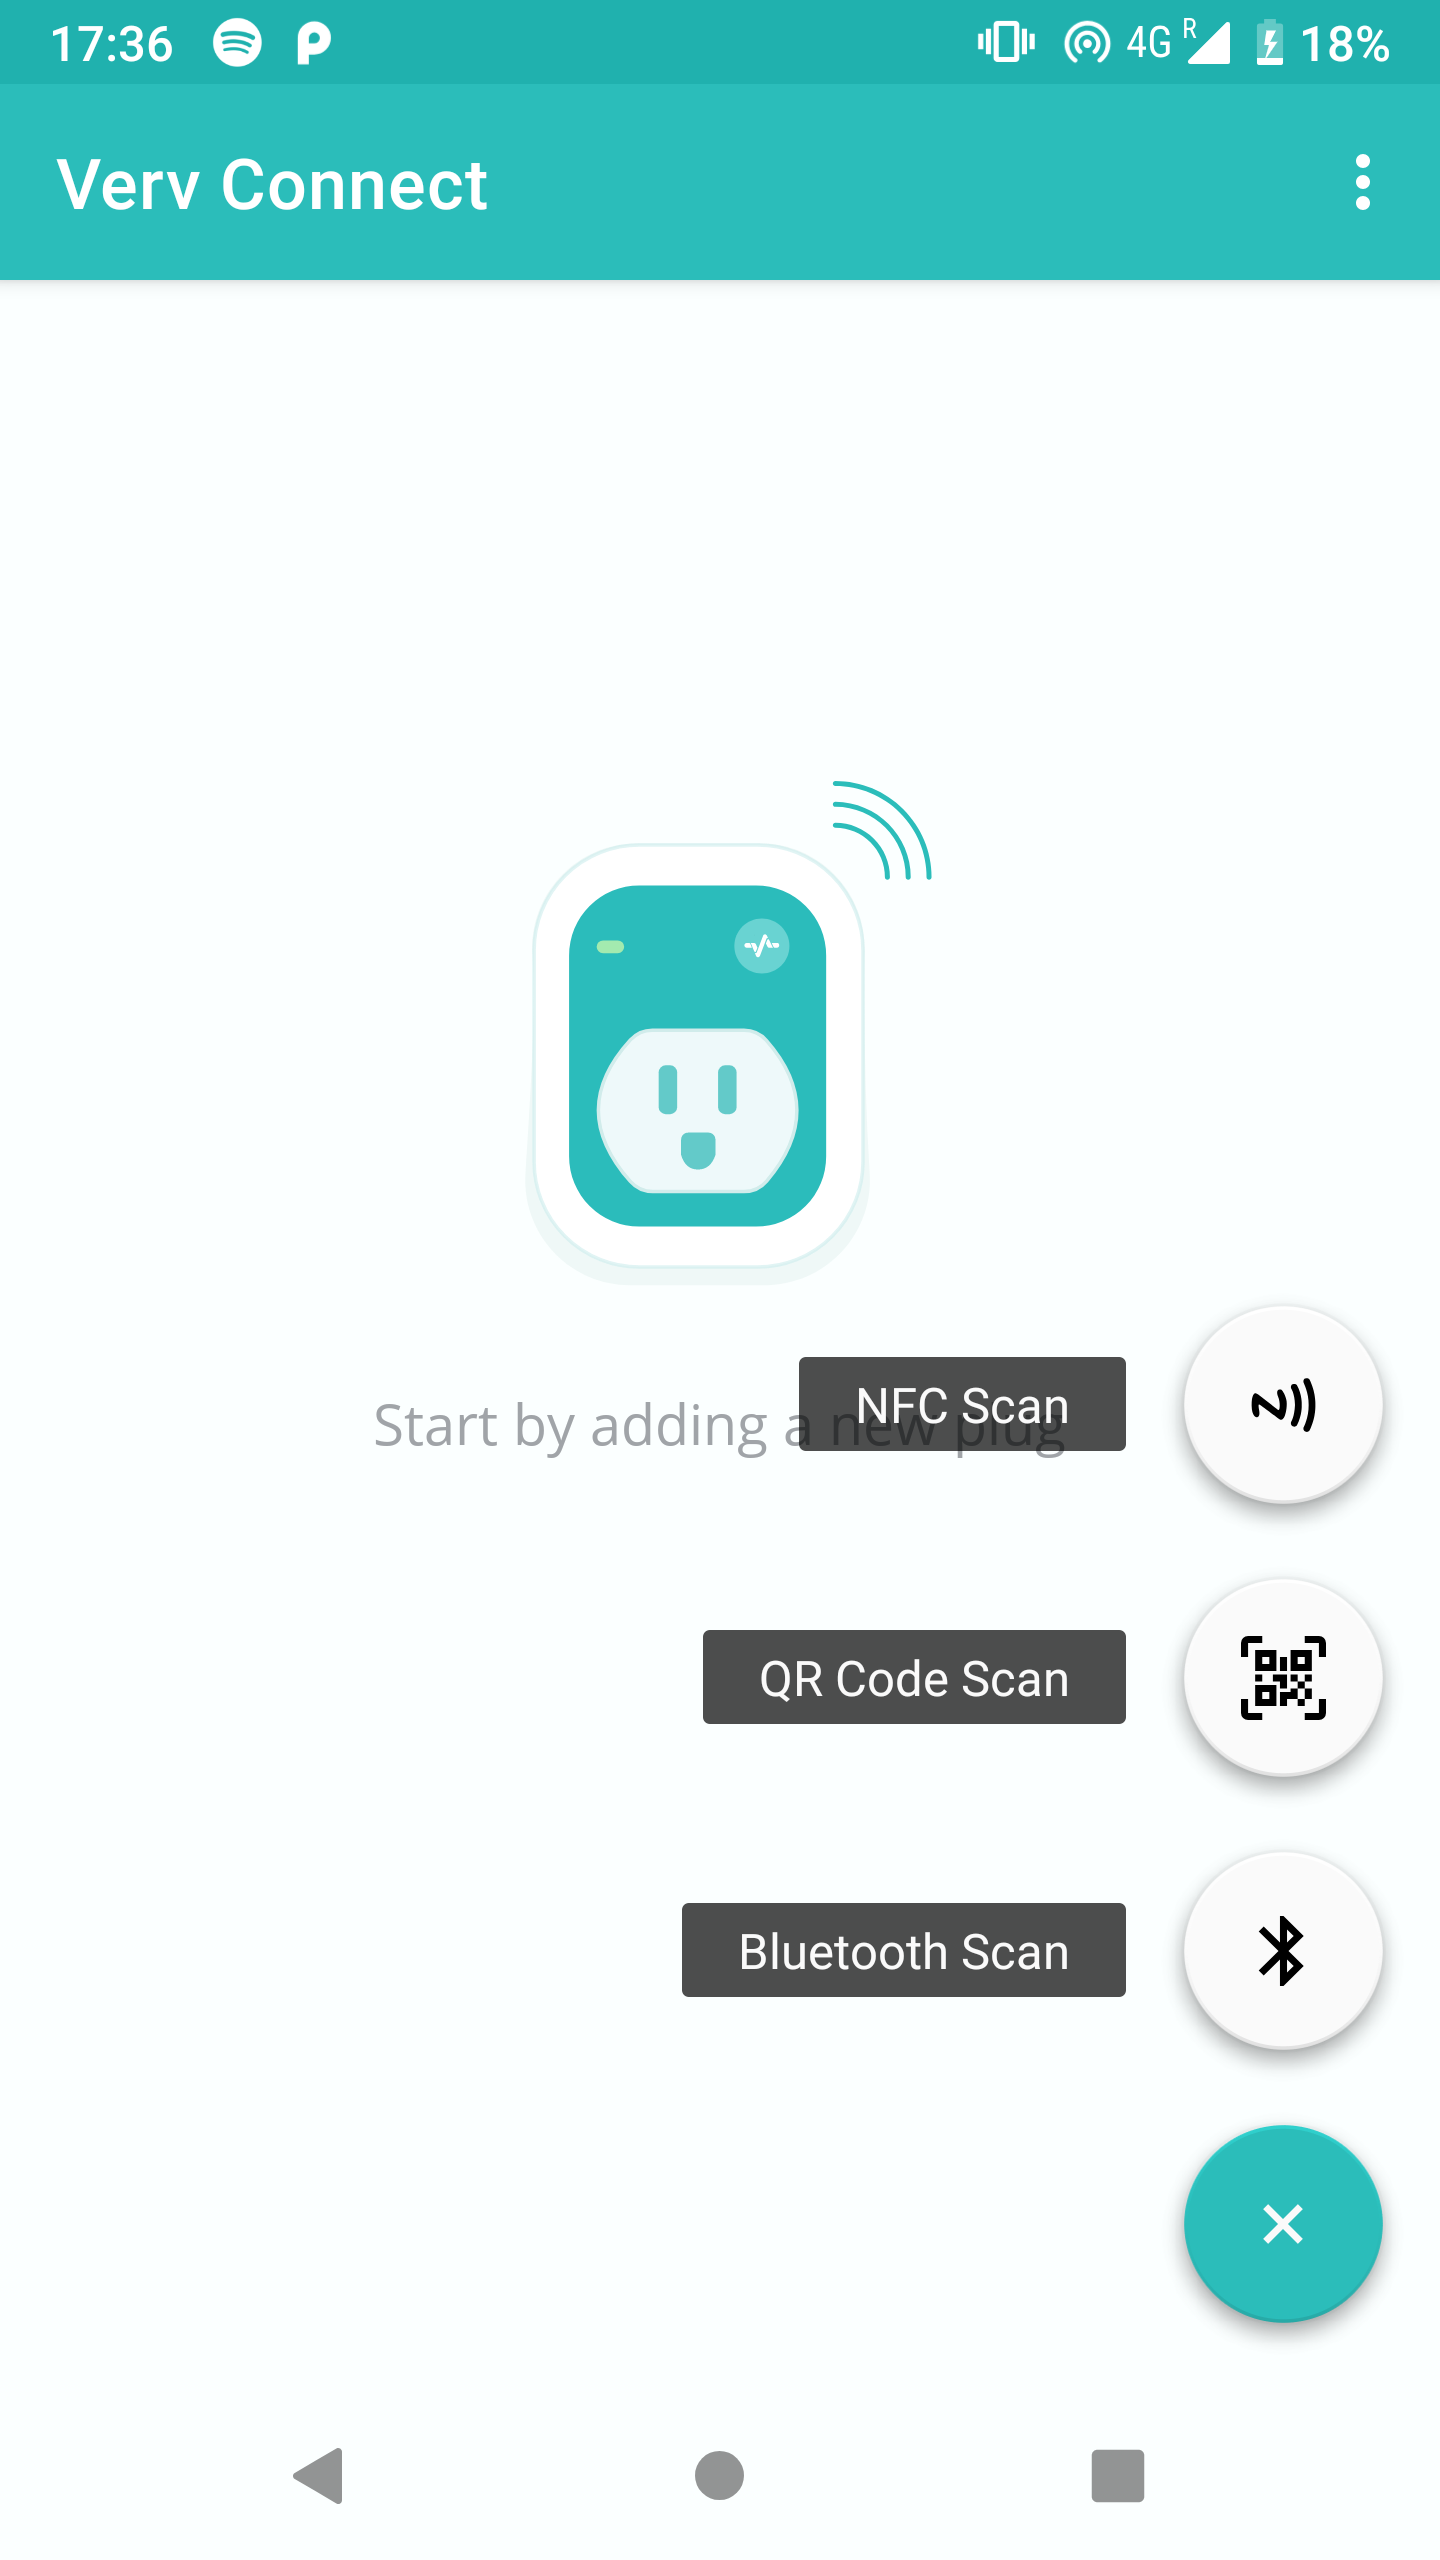 17:36
4G R 18%
Verv Connect
NFC Scan
Start by adding a new plug
QR Code Scan
Bluetooth Scan